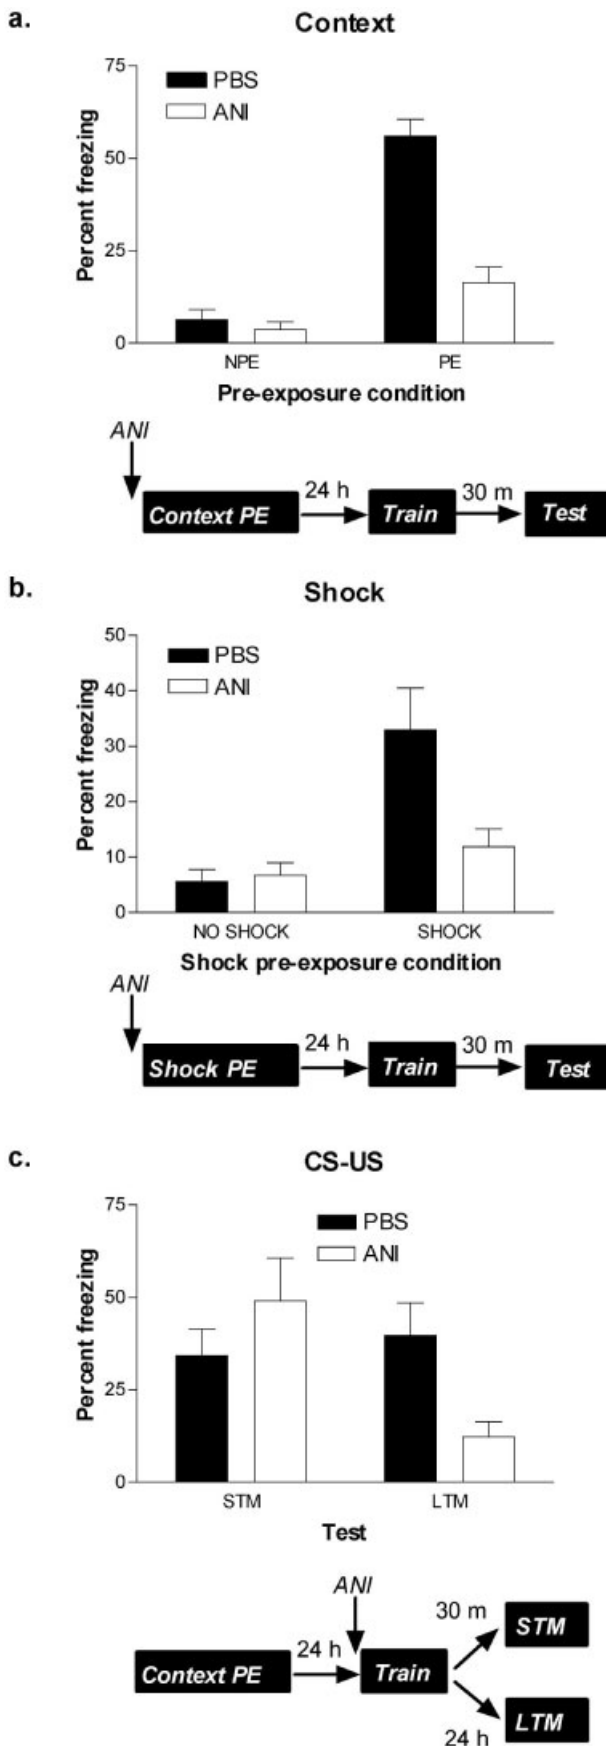 a.
Context
75
50
25
0
Percent freezing
PBS
ANI
NPE PE
Pre-exposure condition
ANI
Context PE 24 h Train 30 m Test
b.
Shock
50
40
30
20
10
0
Percent freezing
PBS
ANI
NO SHOCK SHOCK
Shock pre-exposure condition
ANI
Shock PE 24 h Train 30 m Test
c.
CS-US
75
50
25
0
Percent freezing
PBS
ANI
STM LTM
Test
ANI
Context PE 24 h Train 30 m STM
24 h LTM